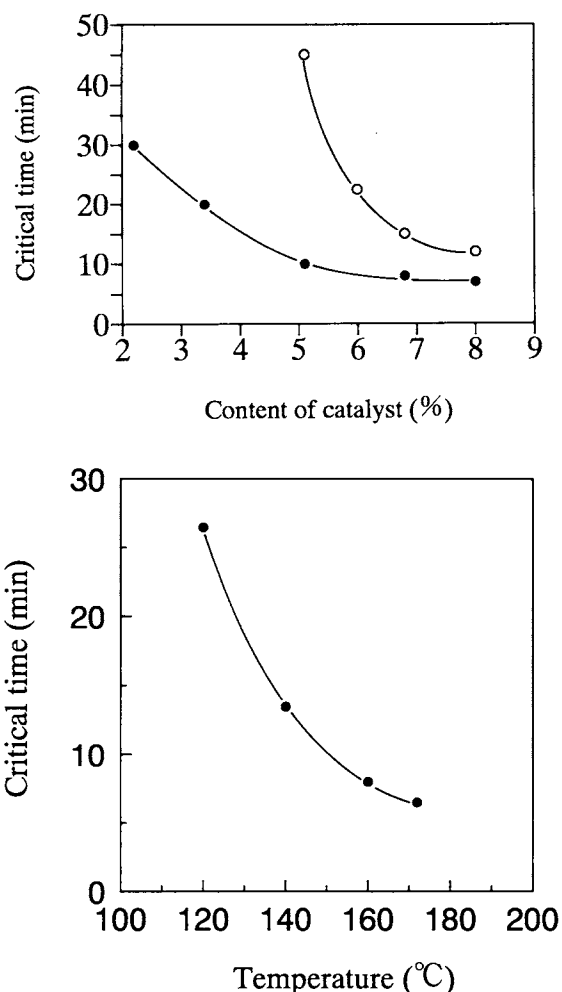 50
40
30
20
10
0
Critical time (min)
2 3 4 5 6 7 8 9
Content of catalyst (%)
30
20
10
0
Critical time (min)
100 120 140 160 180 200
Temperature (℃)